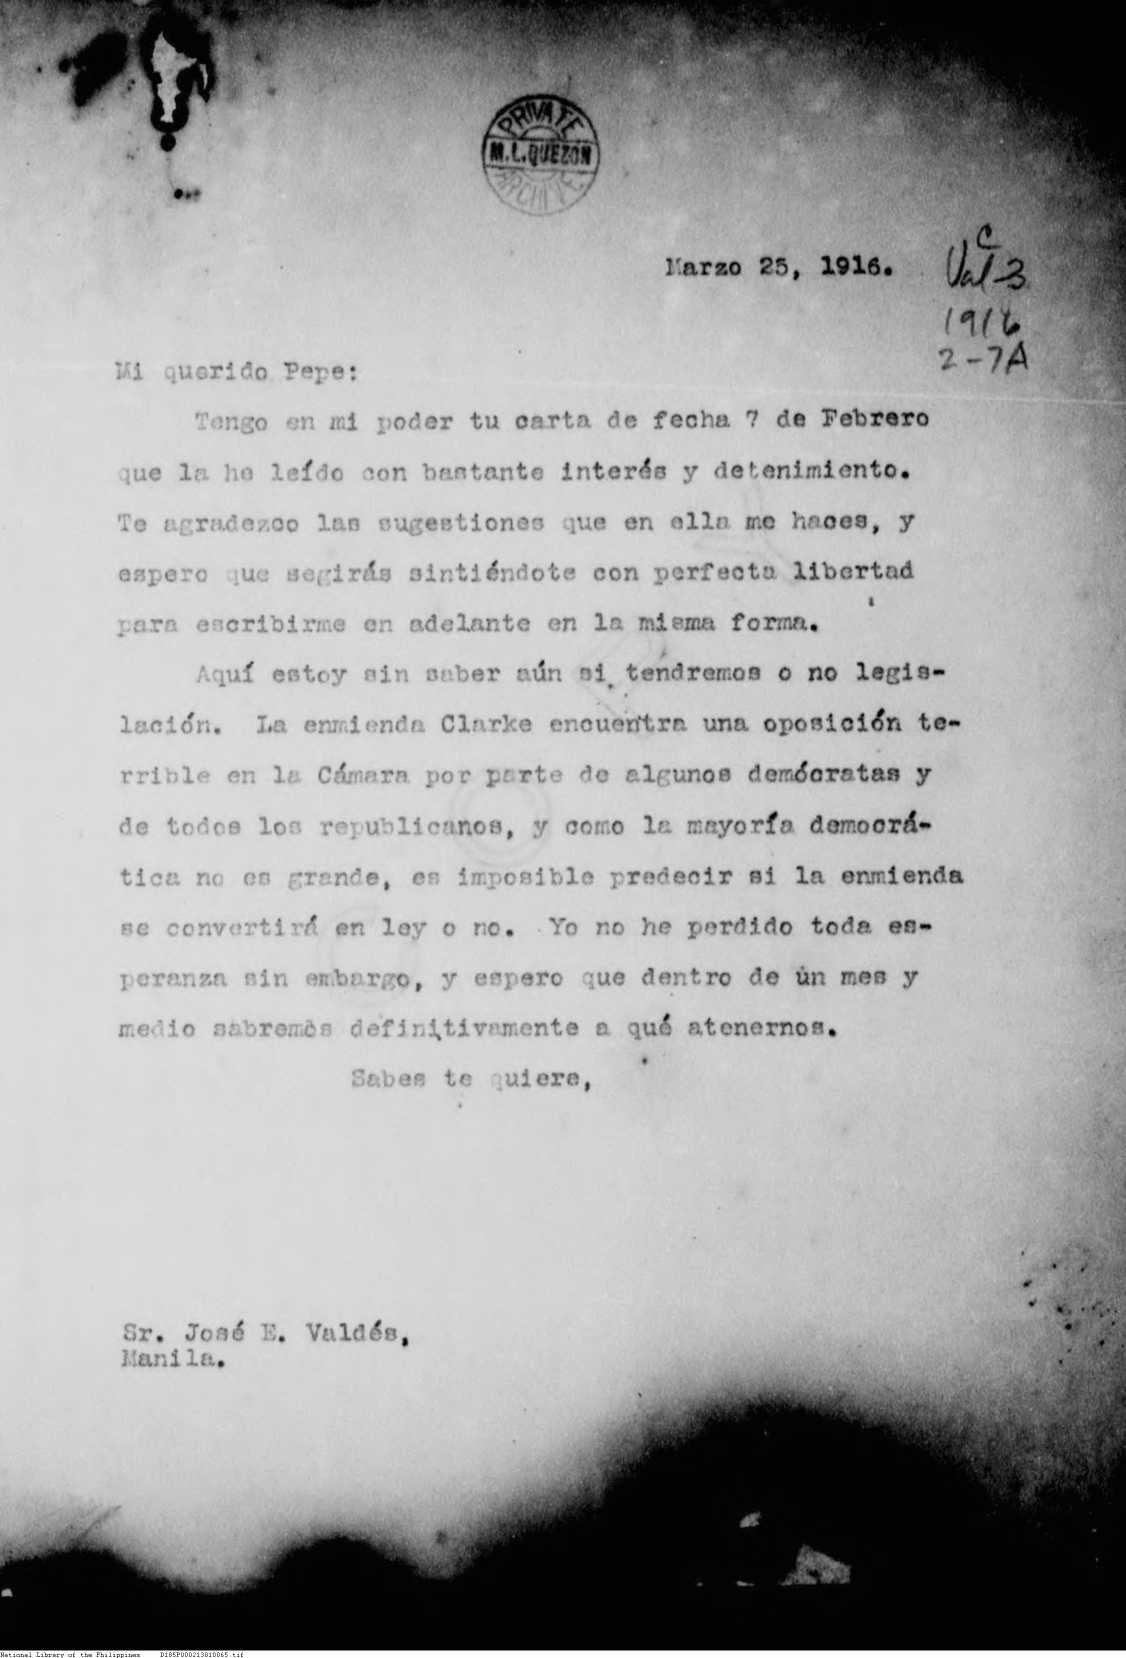 PRIVATE
M.L.QUEZON
ARCHIVE
Marzo 25, 1916.
C
Val-3
1916
2-7A
Mi querido Pepe:
Tengo en mi poder tu carta de fecha 7 de Febrero
que la he leído con bastante interés y detenimiento.
Te agradezco las sugestiones que en ella me haces, y
espero que segirás sintiéndote con perfecta libertad
para escribirme en adelante en la misma forma.
Aquí estoy sin saber aún si tendremos o no legis-
lación. La enmienda Clarke encuentra una oposición te-
rrible en la Cámara por parte de algunos demócratas y
de todos los republicanos, y como la mayoría democrá-
tica no es grande, es imposible predecir si la enmienda
se convertirá en ley o no. Yo no he perdido toda es-
peranza sin embargo, y espero que dentro de un mes y
medio sabremos definitivamente a qué atenernos.
Sabes te quiere,
Sr. José E. Valdés,
Manila.
National Library of the Philippines D185P000213810065.tif